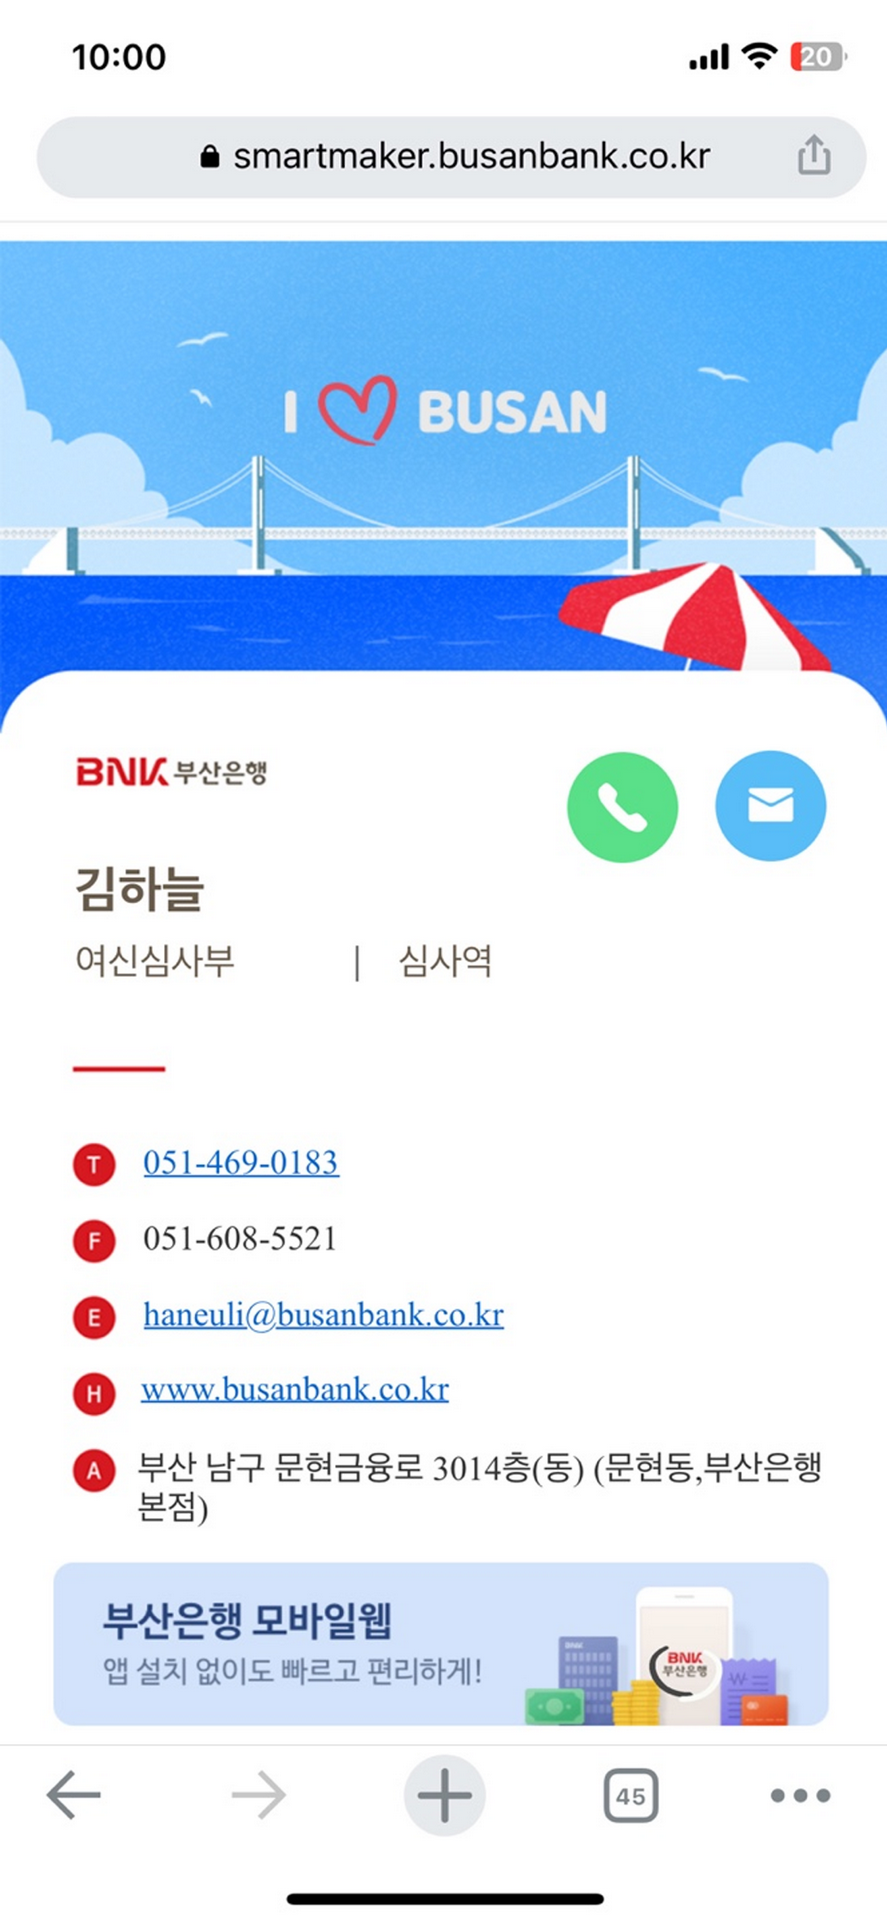 10:00
20
smartmaker.busanbank.co.kr
I BUSAN
BNK 부산은행
김하늘
여신심사부 | 심사역
T 051-469-0183
F 051-608-5521
E haneuli@busanbank.co.kr
H www.busanbank.co.kr
A 부산 남구 문현금융로 3014층(동) (문현동,부산은행
본점)
부산은행 모바일웹
앱 설치 없이도 빠르고 편리하게!
BNK
BNK
부산은행
W
45